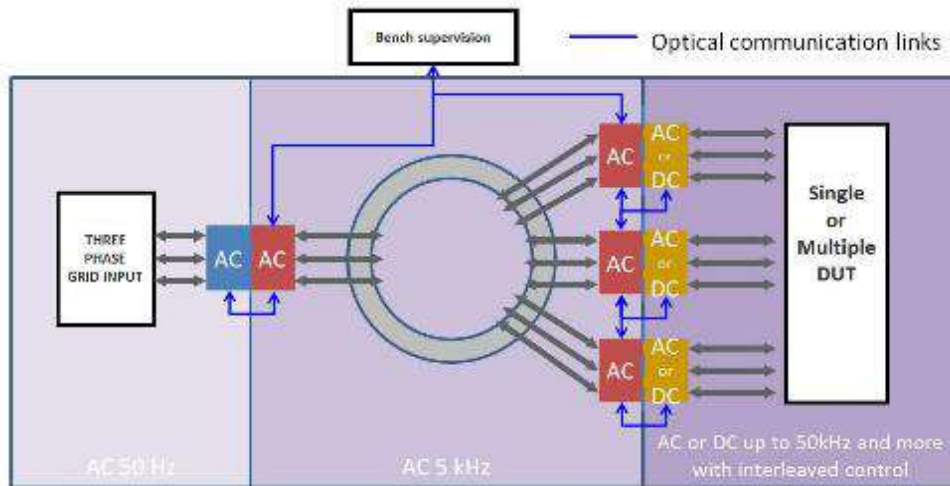 Bench supervision
Optical communication links
THREE
PHASE
GRID INPUT
AC
AC
AC
AC
or
DC
AC
AC
or
DC
AC
AC
or
DC
Single
or
Multiple
DUT
AC 50 Hz
AC 5 kHz
AC or DC up to 50kHz and more
with interleaved control